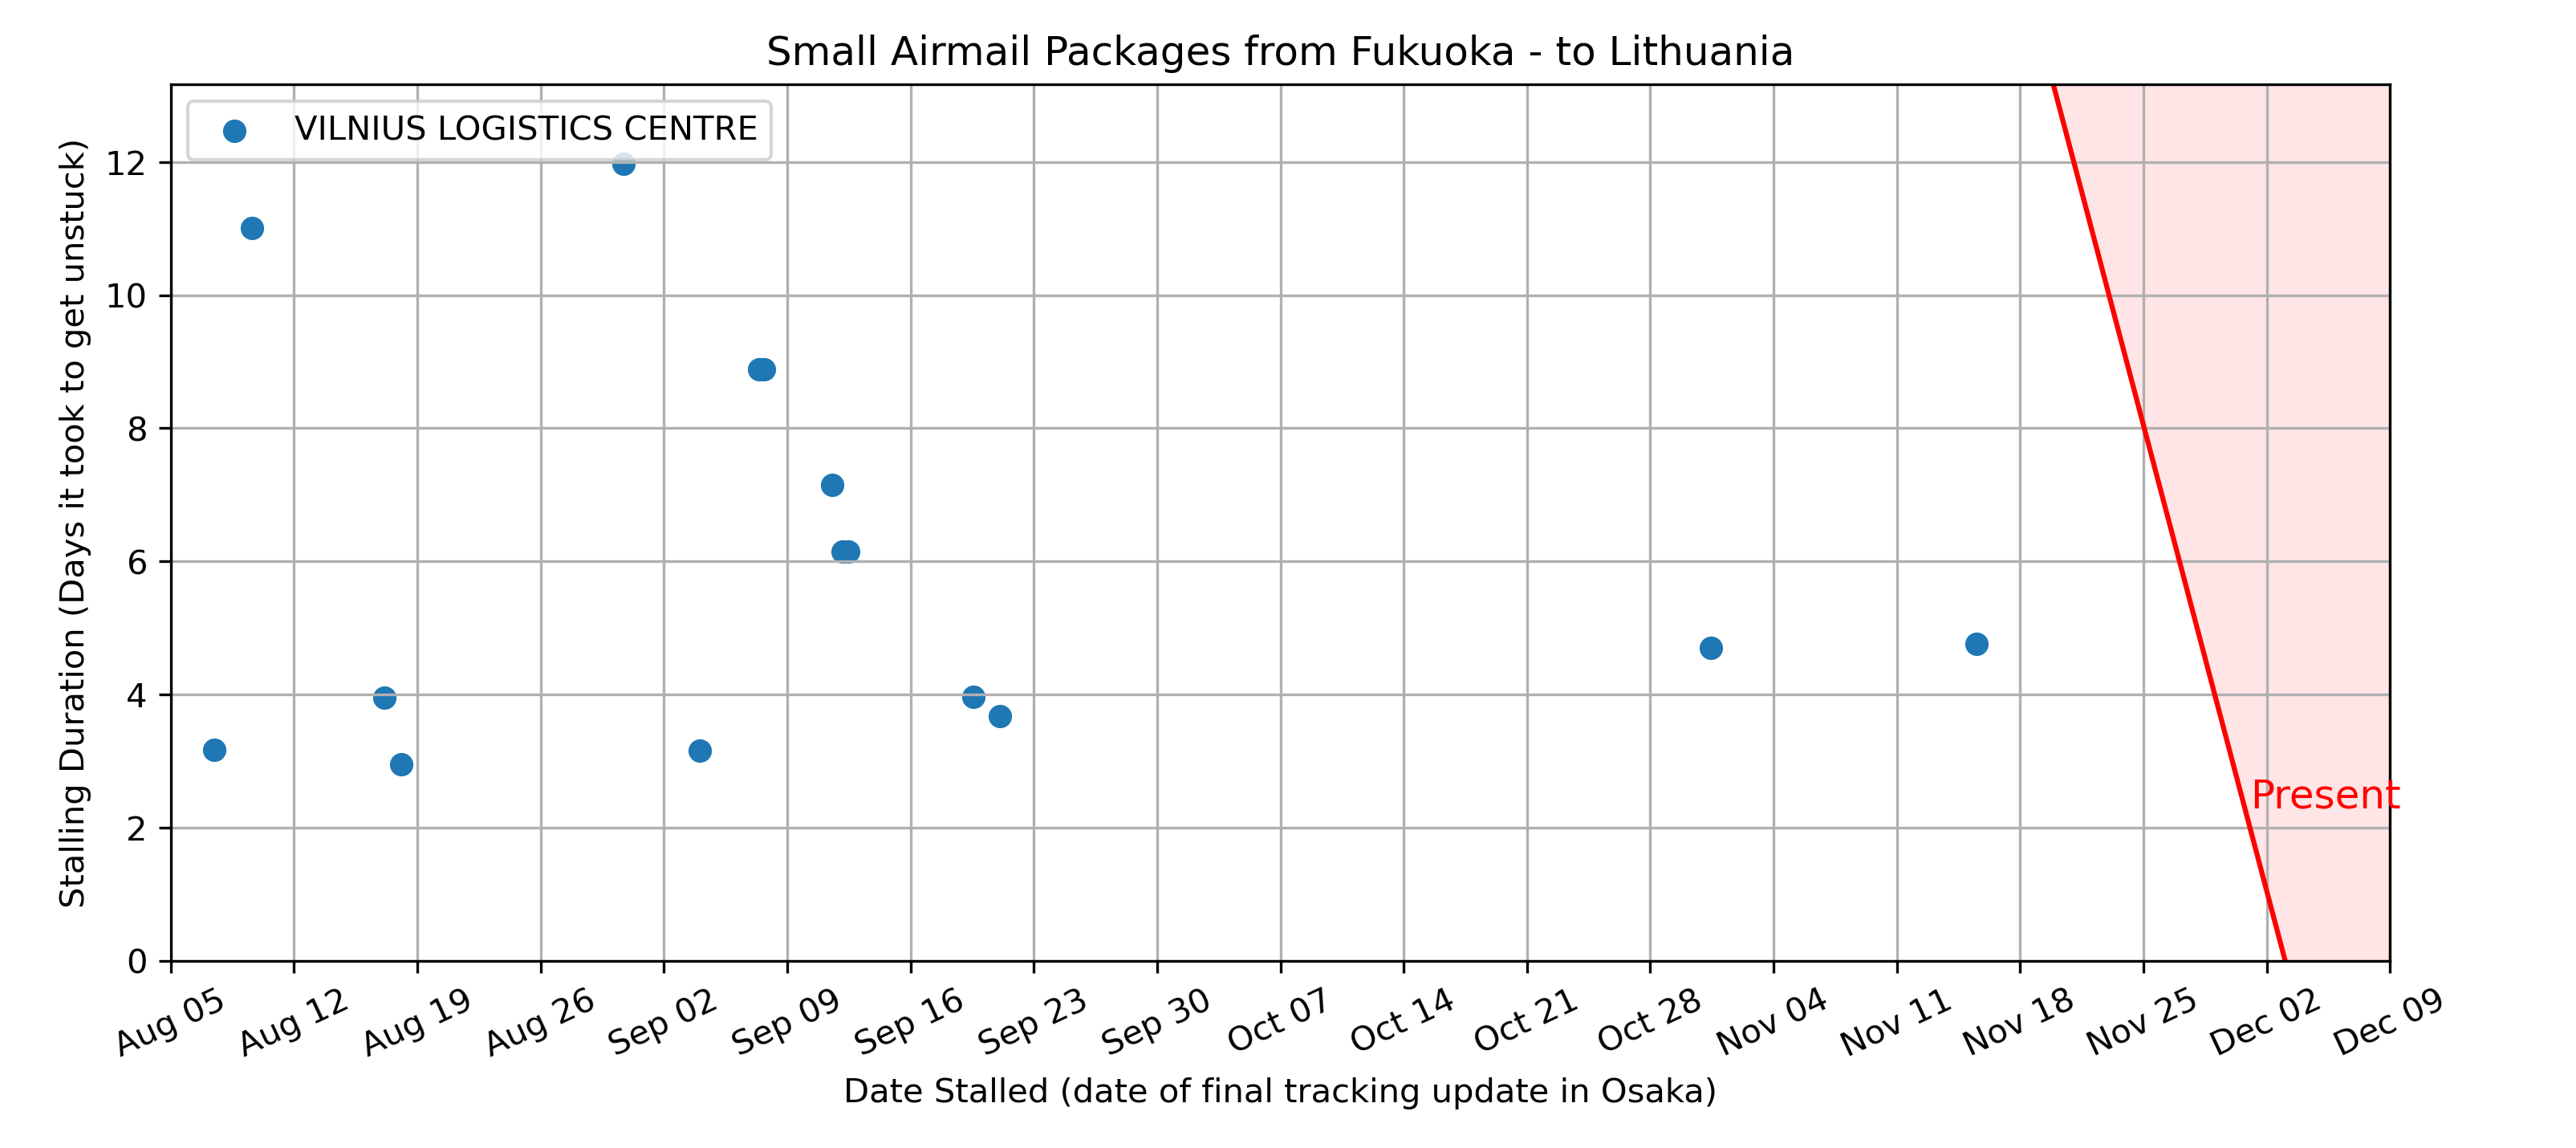 Small Airmail Packages from Fukuoka - to Lithuania
VILNIUS LOGISTICS CENTRE
Stalling Duration (Days it took to get unstuck)
12
10
8
6
4
2
0
Present
Aug 05 Aug 12 Aug 19 Aug 26 Sep 02 Sep 09 Sep 16 Sep 23 Sep 30 Oct 07 Oct 14 Oct 21 Oct 28 Nov 04 Nov 11 Nov 18 Nov 25 Dec 02 Dec 09
Date Stalled (date of final tracking update in Osaka)